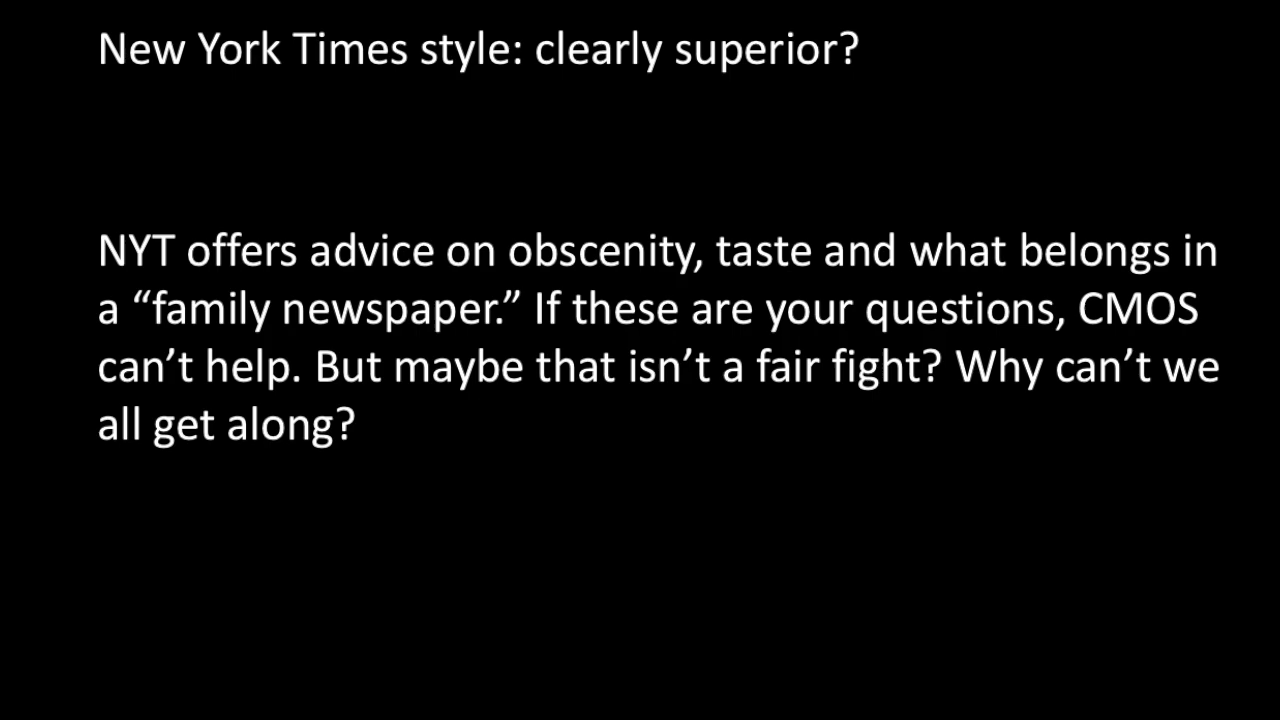 New York Times style: clearly superior?
NYT offers advice on obscenity, taste and what belongs in
a “family newspaper.” If these are your questions, CMOS
can’t help. But maybe that isn’t a fair fight? Why can’t we
all get along?